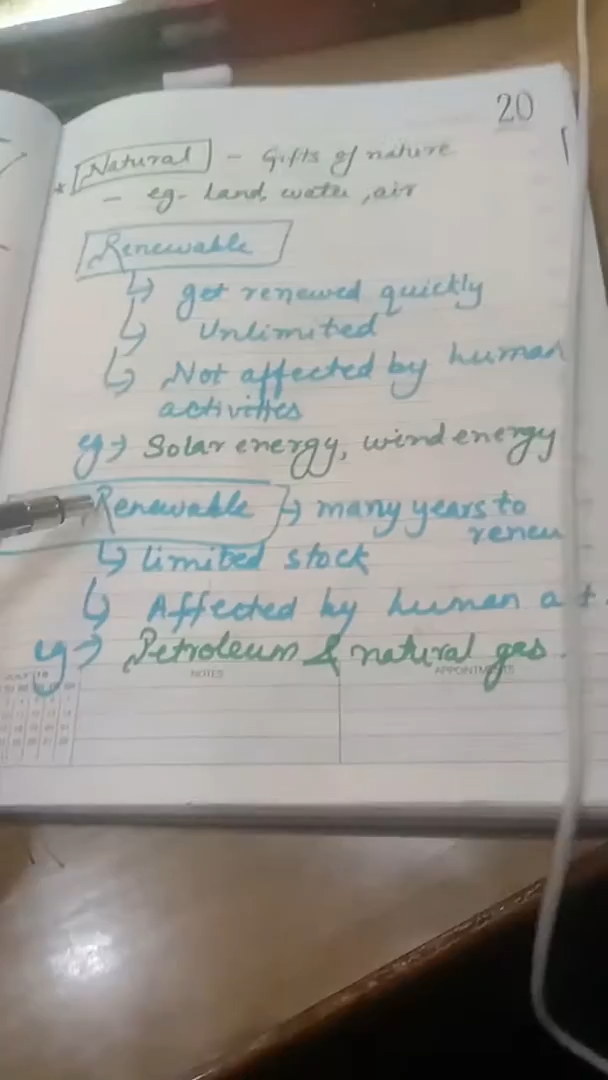 20
* Natural - Gifts of nature
- eg- land, water, air
Renewable
↳ get renewed quickly
↳ Unlimited
↳ Not affected by human
activities
eg → Solar energy, wind energy
Renewable → many years to
renew
↳ limited stock
↳ Affected by human act.
eg → Petroleum & natural gas.
NOTES
APPOINTMENTS